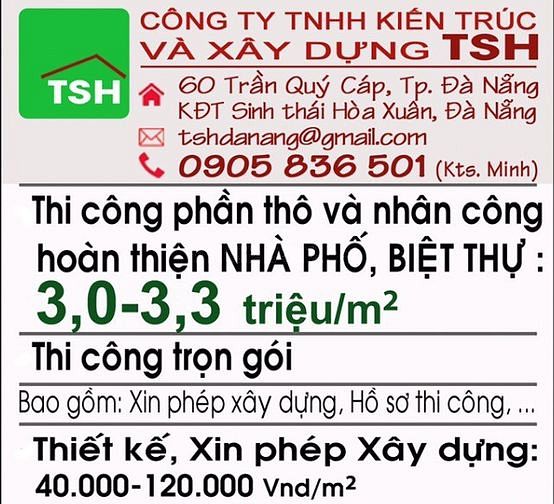 TSH
CÔNG TY TNHH KIẾN TRÚC
VÀ XÂY DỰNG TSH
60 Trần Quý Cáp, Tp. Đà Nẵng
KĐT Sinh thái Hòa Xuân, Đà Nẵng
tshdanang@gmail.com
0905 836 501 (Kts. Minh)
Thi công phần thô và nhân công
hoàn thiện NHÀ PHỐ, BIỆT THỰ :
3,0-3,3 triệu/m²
Thi công trọn gói
Bao gồm: Xin phép xây dựng, Hồ sơ thi công, ...
Thiết kế, Xin phép Xây dựng:
40.000-120.000 Vnd/m²